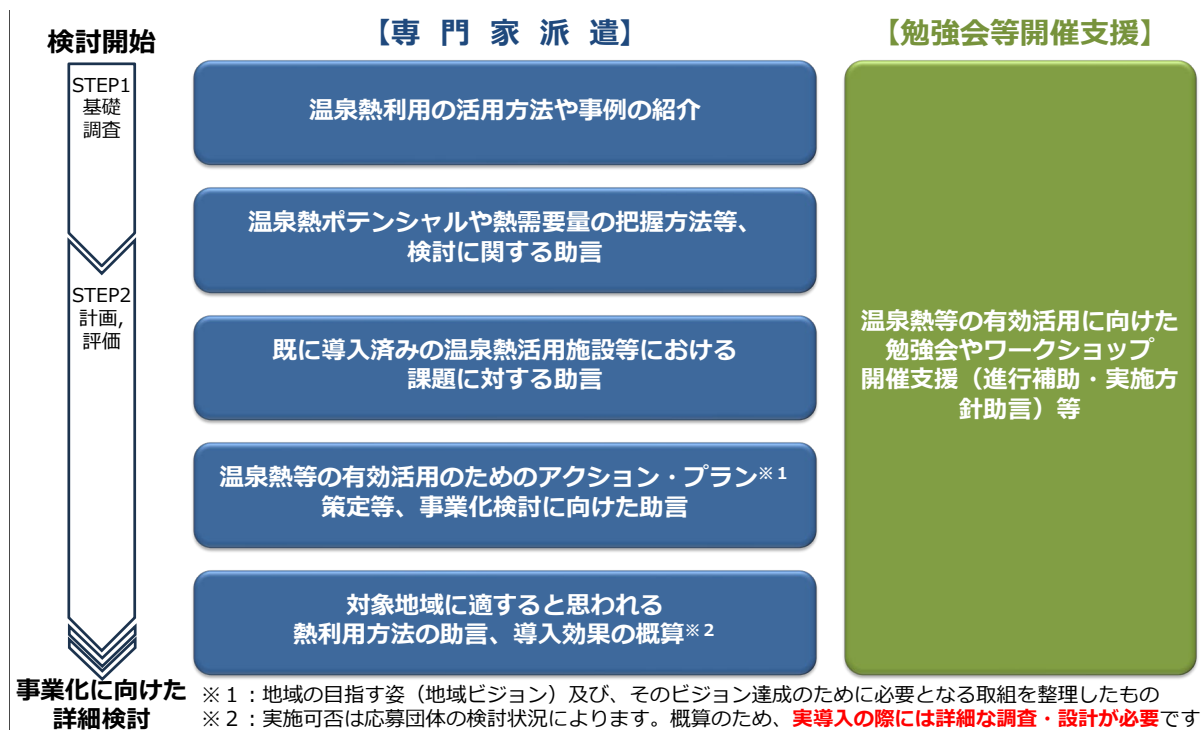 検討開始
【専 門 家 派 遣】
【勉強会等開催支援】
STEP1
基礎
調査
温泉熱利用の活用方法や事例の紹介
温泉熱ポテンシャルや熱需要量の把握方法等、
検討に関する助言
STEP2
計画,
評価
既に導入済みの温泉熱活用施設等における
課題に対する助言
温泉熱等の有効活用のためのアクション・プラン※1
策定等、事業化検討に向けた助言
対象地域に適すると思われる
熱利用方法の助言、導入効果の概算※2
温泉熱等の有効活用に向けた
勉強会やワークショップ
開催支援（進行補助・実施方
針助言）等
事業化に向けた
詳細検討
※１：地域の目指す姿（地域ビジョン）及び、そのビジョン達成のために必要となる取組を整理したもの
※２：実施可否は応募団体の検討状況によります。概算のため、実導入の際には詳細な調査・設計が必要です